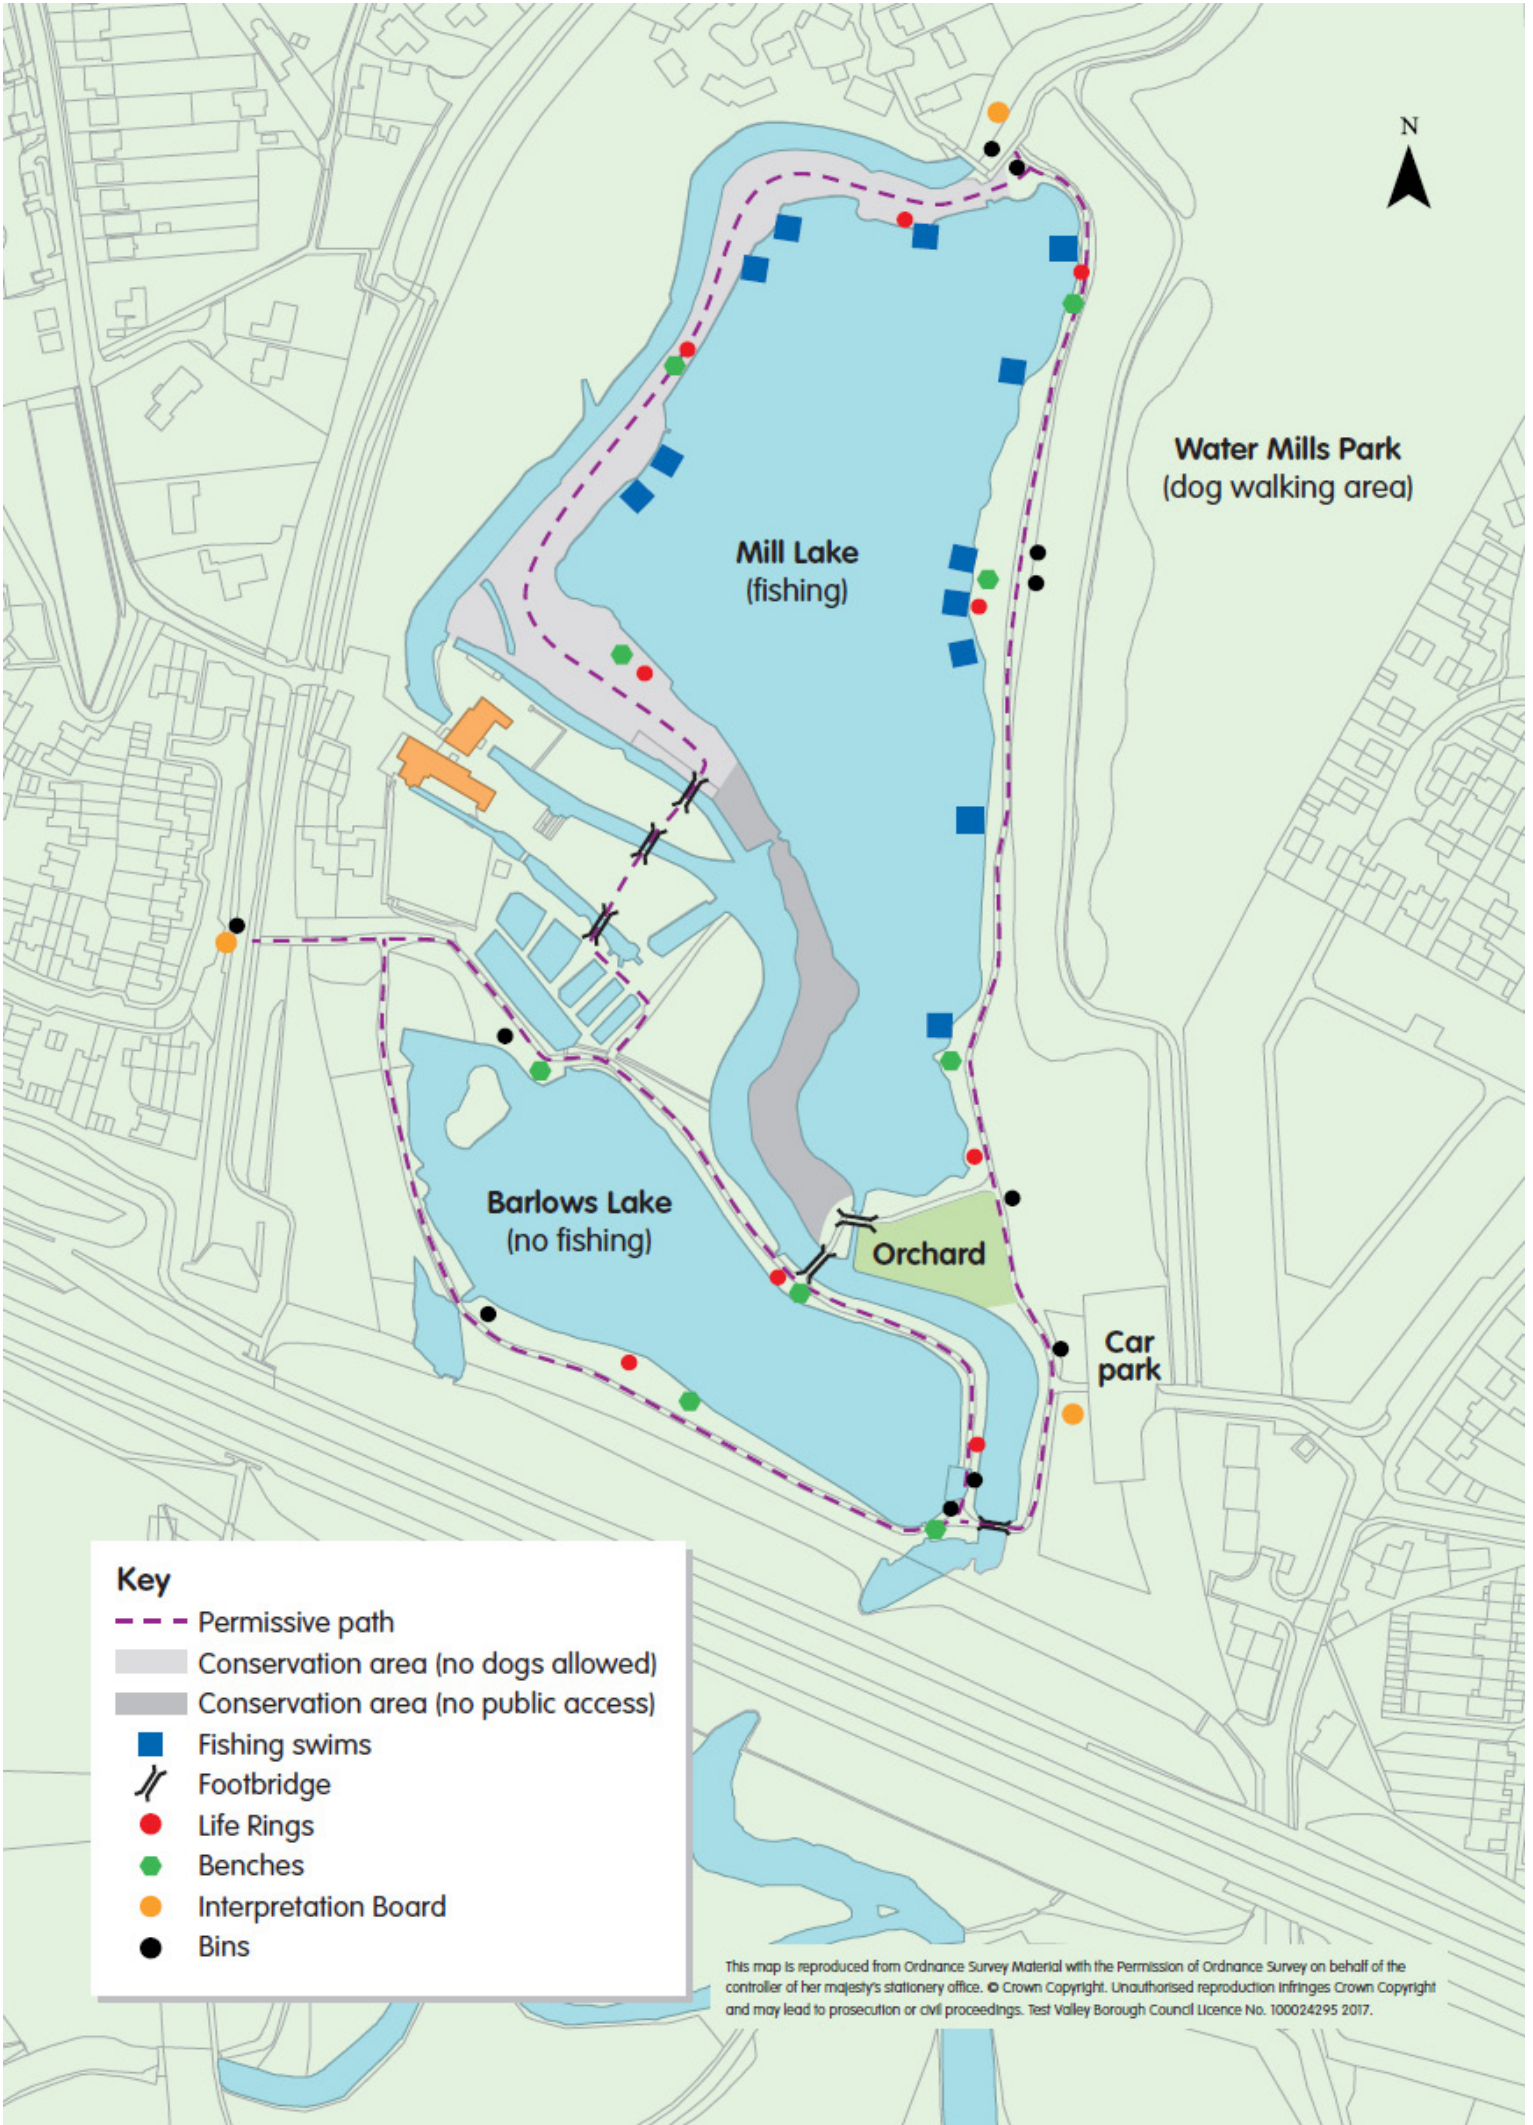 N
Water Mills Park
(dog walking area)
Mill Lake
(fishing)
Barlows Lake
(no fishing)
Orchard
Car
park
Key
Permissive path
Conservation area (no dogs allowed)
Conservation area (no public access)
Fishing swims
Footbridge
Life Rings
Benches
Interpretation Board
Bins
This map is reproduced from Ordnance Survey Material with the Permission of Ordnance Survey on behalf of the
controller of her majesty's stationery office. © Crown Copyright. Unauthorised reproduction infringes Crown Copyright
and may lead to prosecution or civil proceedings. Test Valley Borough Council Licence No. 100024295 2017.